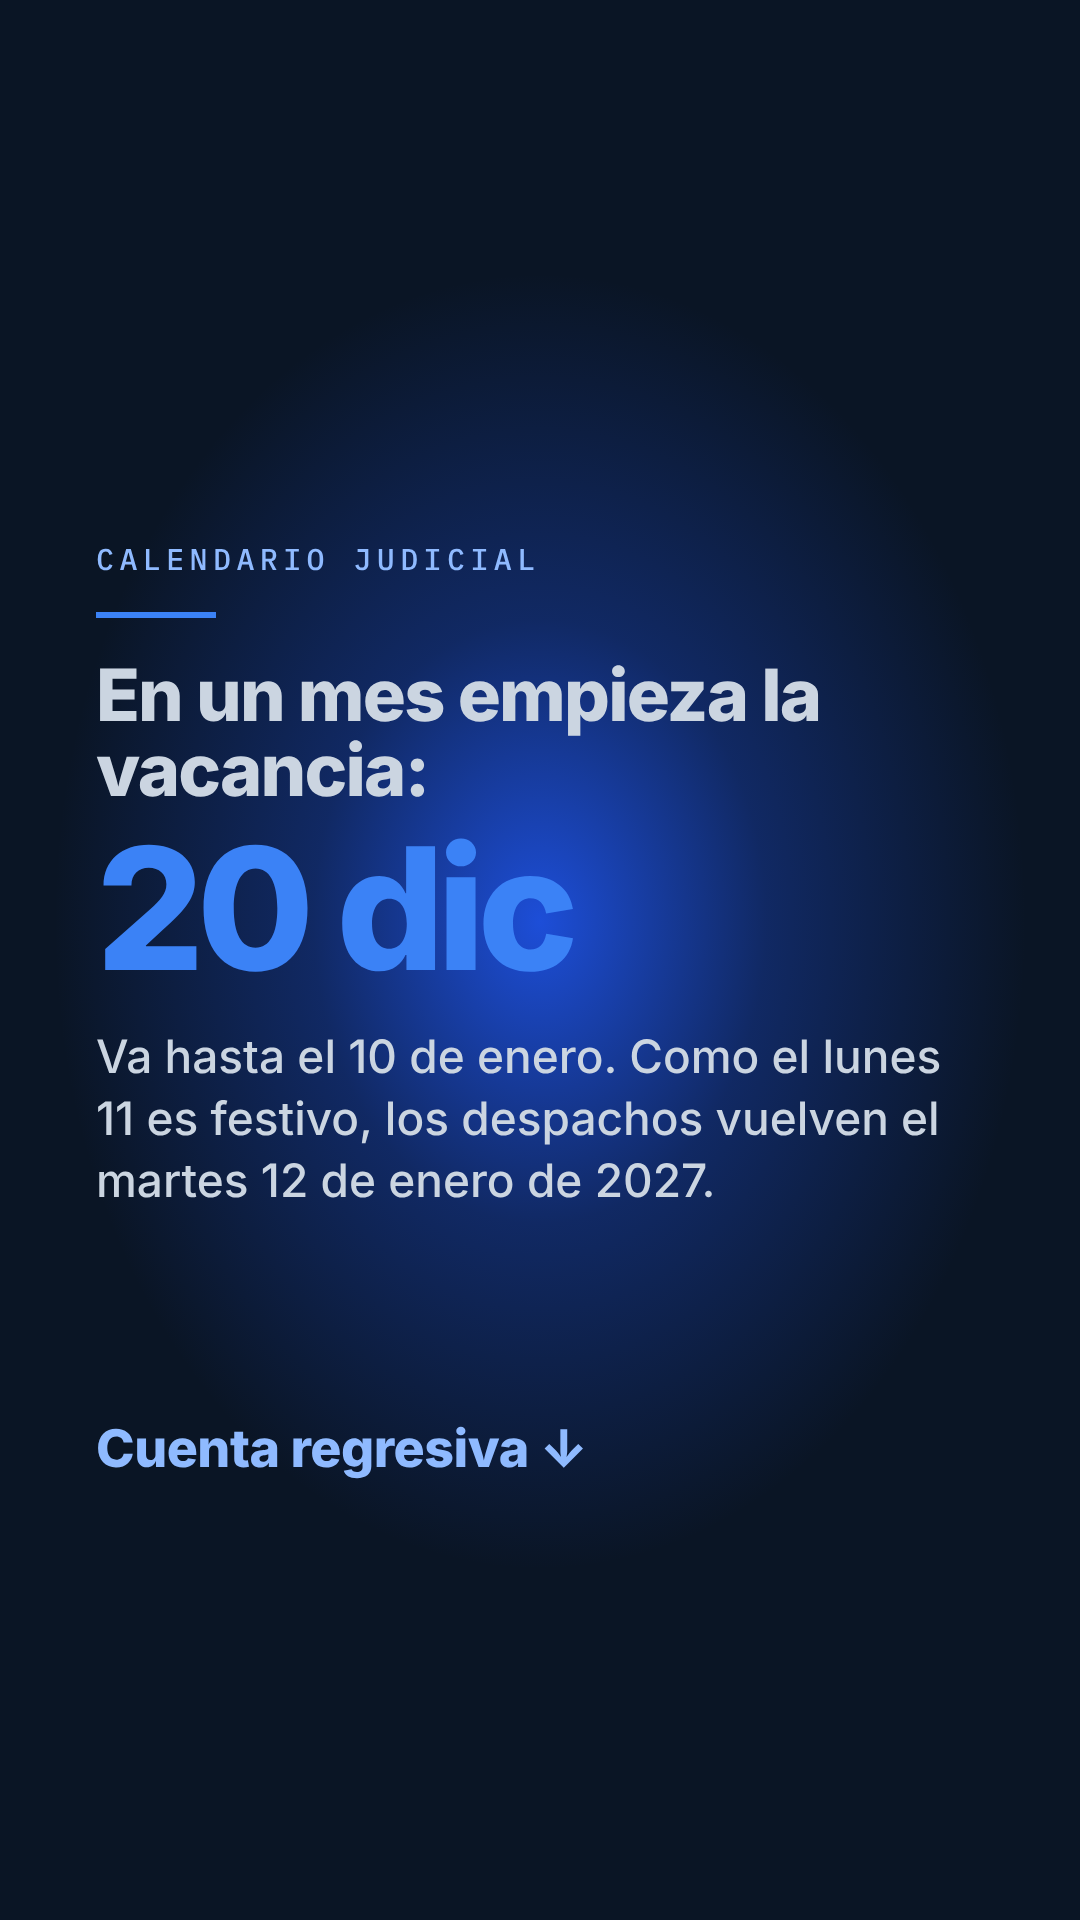 CALENDARIO JUDICIAL
En un mes empieza la
vacancia:
20 dic
Va hasta el 10 de enero. Como el lunes
11 es festivo, los despachos vuelven el
martes 12 de enero de 2027.
Cuenta regresiva ↓